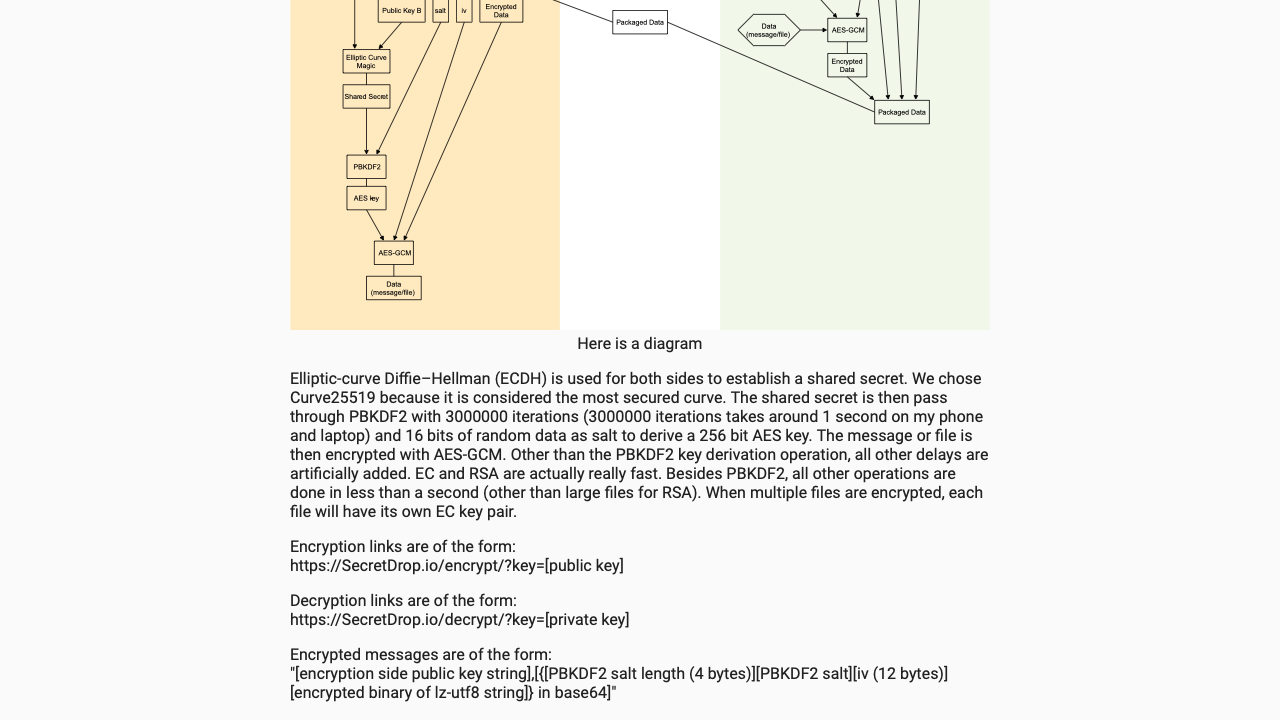 Public Key B
salt
iv
Encrypted
Data
Packaged Data
Data
(message/file)
AES-GCM
Elliptic Curve
Magic
Encrypted
Data
Shared Secret
Packaged Data
PBKDF2
AES key
AES-GCM
Data
(message/file)
Here is a diagram
Elliptic-curve Diffie–Hellman (ECDH) is used for both sides to establish a shared secret. We chose
Curve25519 because it is considered the most secured curve. The shared secret is then pass
through PBKDF2 with 3000000 iterations (3000000 iterations takes around 1 second on my phone
and laptop) and 16 bits of random data as salt to derive a 256 bit AES key. The message or file is
then encrypted with AES-GCM. Other than the PBKDF2 key derivation operation, all other delays are
artificially added. EC and RSA are actually really fast. Besides PBKDF2, all other operations are
done in less than a second (other than large files for RSA). When multiple files are encrypted, each
file will have its own EC key pair.
Encryption links are of the form:
https://SecretDrop.io/encrypt/?key=[public key]
Decryption links are of the form:
https://SecretDrop.io/decrypt/?key=[private key]
Encrypted messages are of the form:
"[encryption side public key string],[{[PBKDF2 salt length (4 bytes)][PBKDF2 salt][iv (12 bytes)]
[encrypted binary of lz-utf8 string]} in base64]"